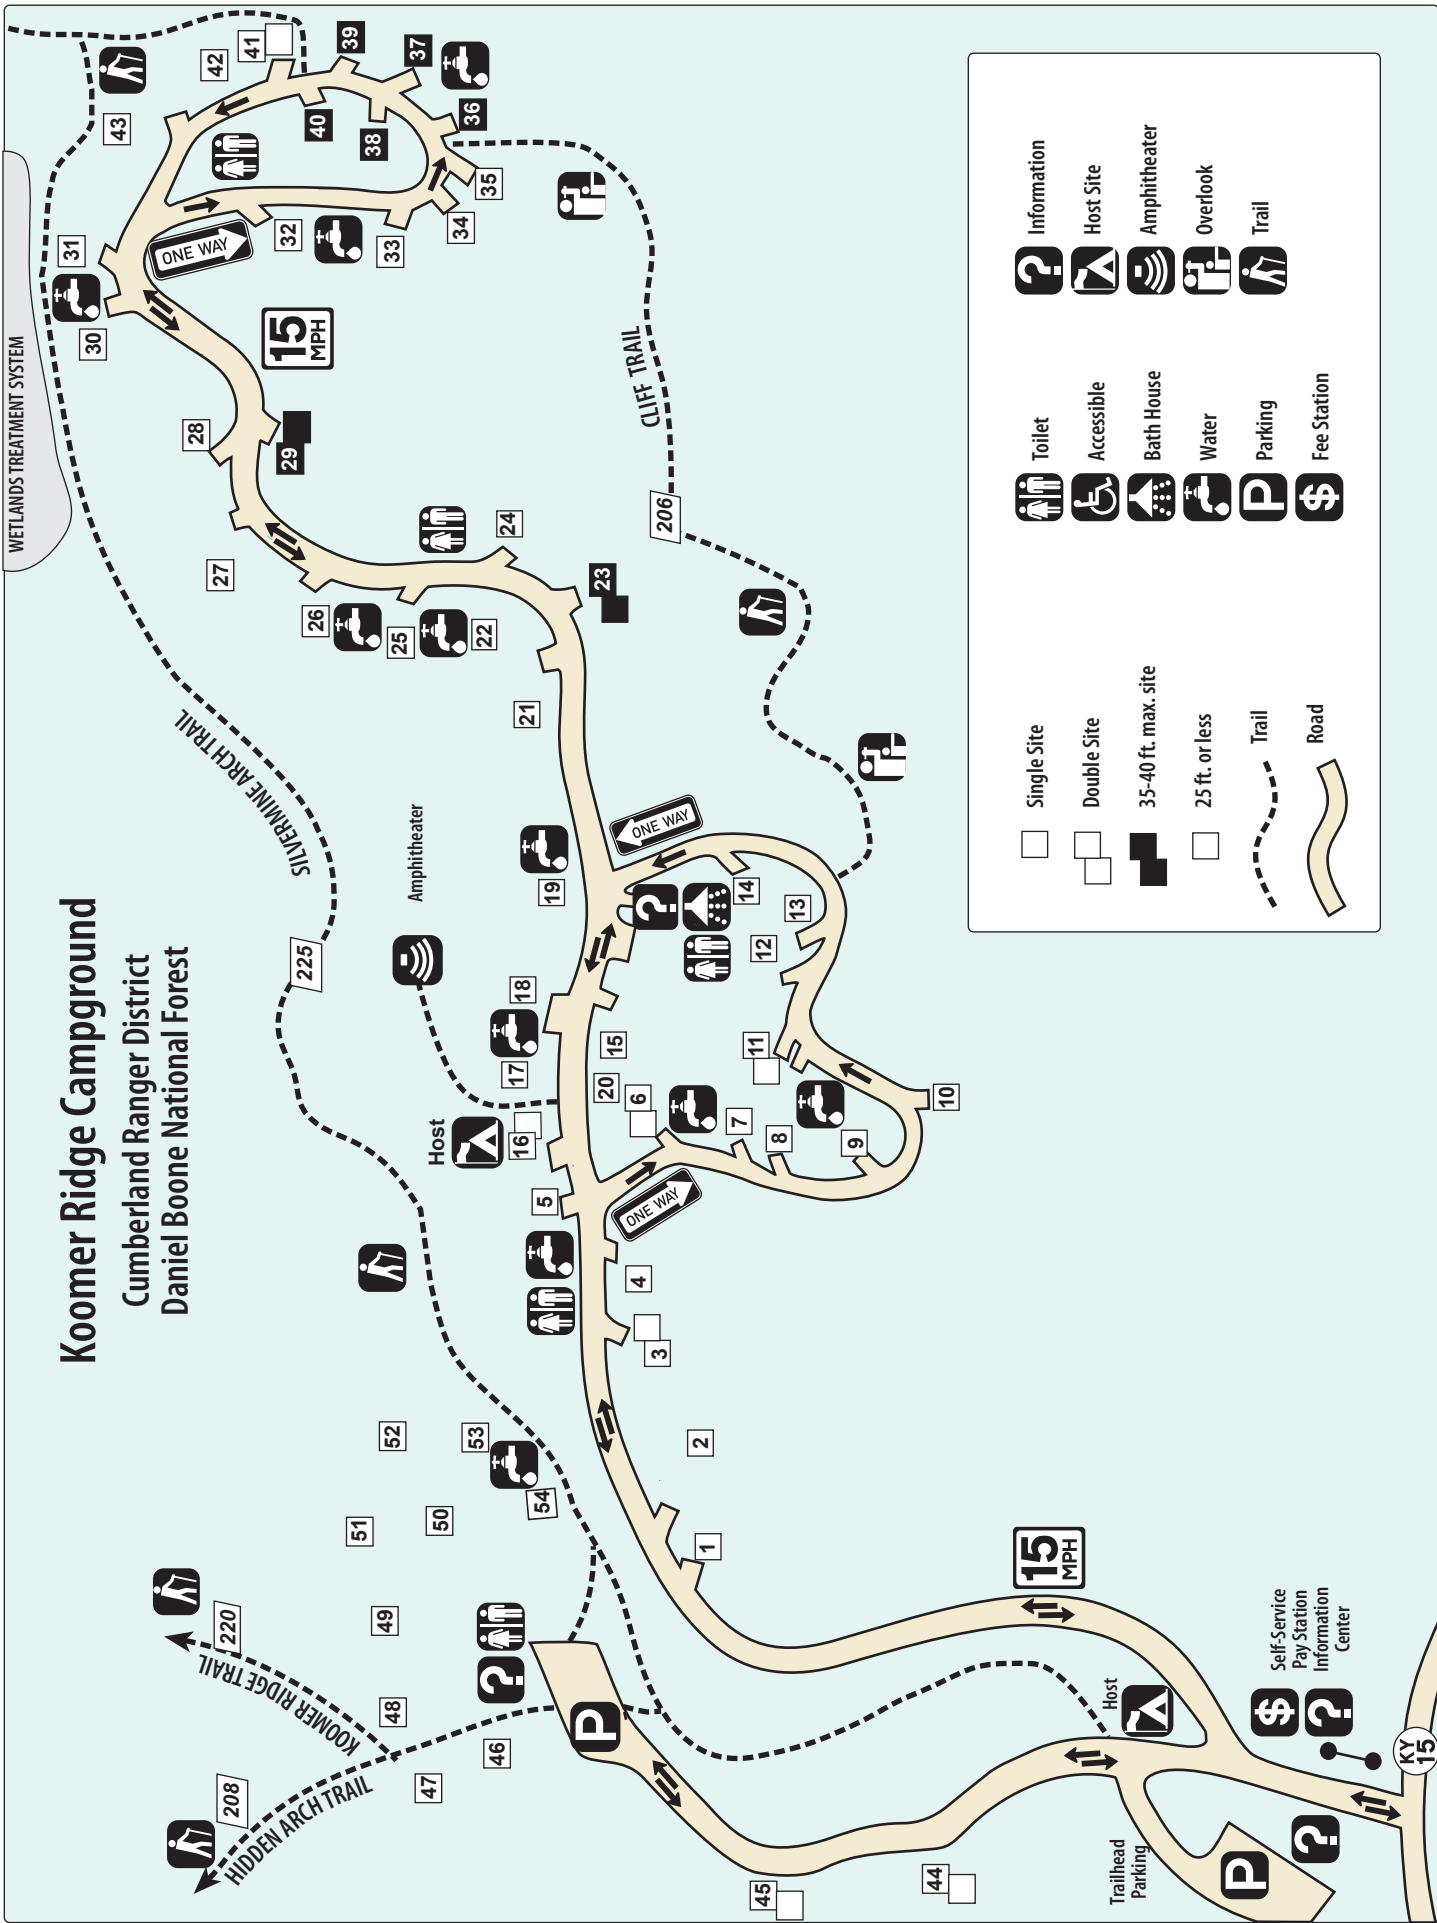 Koomer Ridge Campground
Cumberland Ranger District
Daniel Boone National Forest
WETLANDS TREATMENT SYSTEM
SILVERMINE ARCH TRAIL
225
CLIFF TRAIL
206
KOOMER RIDGE TRAIL
220
HIDDEN ARCH TRAIL
208
Amphitheater
Host
Host
Trailhead
Parking
Self-Service
Pay Station
Information
Center
KY
15
15
MPH
15
MPH
ONE WAY
ONE WAY
ONE WAY
P
P
?
?
?
?
$
1
2
3
4
5
6
7
8
9
10
11
12
13
14
15
16
17
18
19
20
21
22
23
24
25
26
27
28
29
30
31
32
33
34
35
36
37
38
39
40
41
42
43
44
45
46
47
48
49
50
51
52
53
54
Single Site
Double Site
35-40 ft. max. site
25 ft. or less
Trail
Road
Toilet
Accessible
Bath House
Water
P Parking
$ Fee Station
? Information
Host Site
Amphitheater
Overlook
Trail